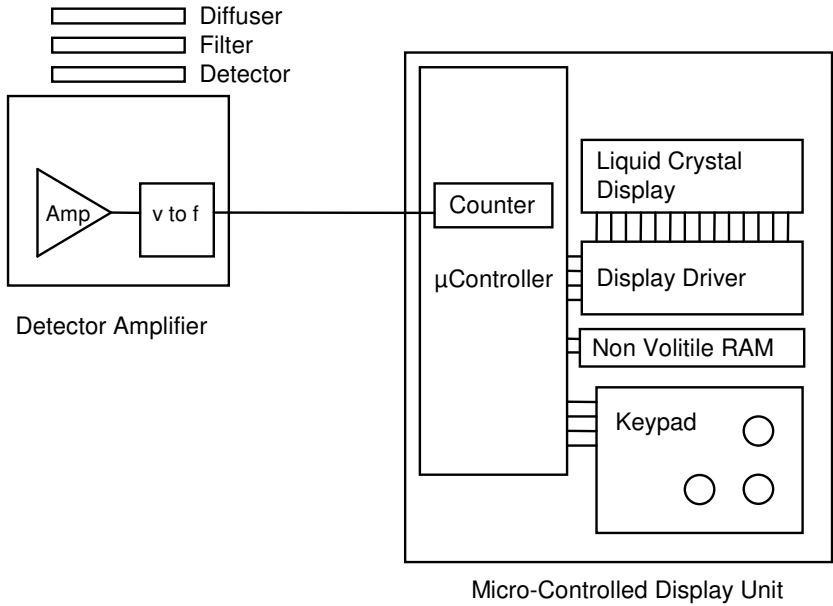 Diffuser
Filter
Detector
Amp
v to f
Detector Amplifier
Counter
µController
Liquid Crystal
Display
Display Driver
Non Volitile RAM
Keypad
Micro-Controlled Display Unit